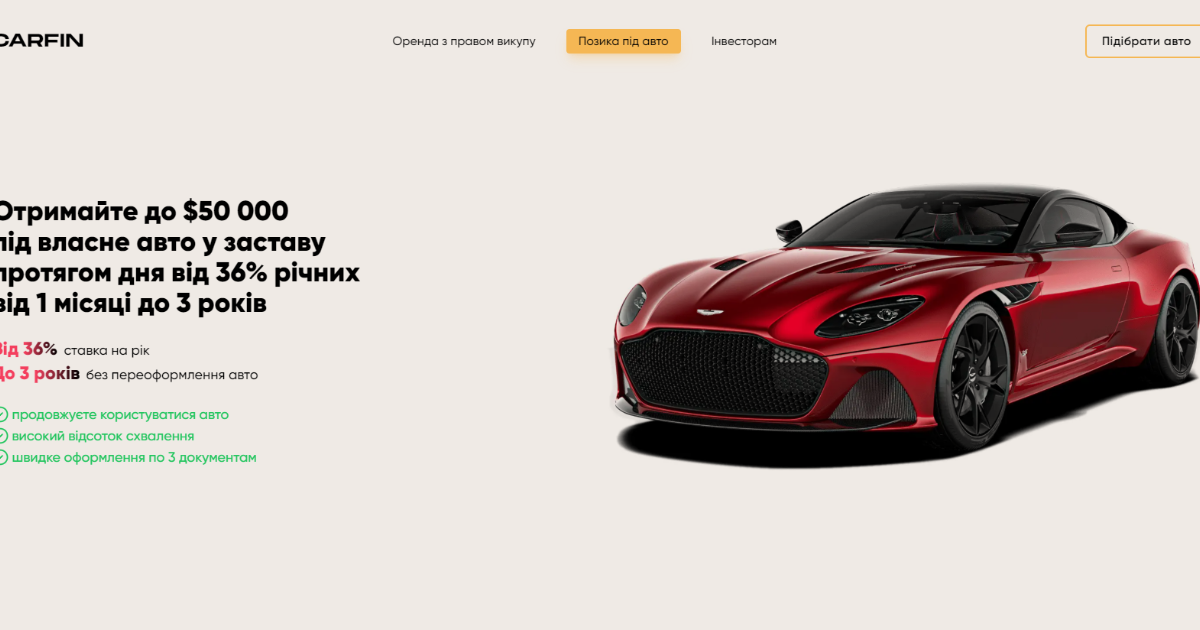 CARFIN
Оренда з правом викупу
Позика під авто
Інвесторам
Підібрати авто
Отримайте до $50 000
під власне авто у заставу
протягом дня від 36% річних
від 1 місяці до 3 років
Від 36% ставка на рік
До 3 років без переоформлення авто
продовжуєте користуватися авто
високий відсоток схвалення
швидке оформлення по 3 документам